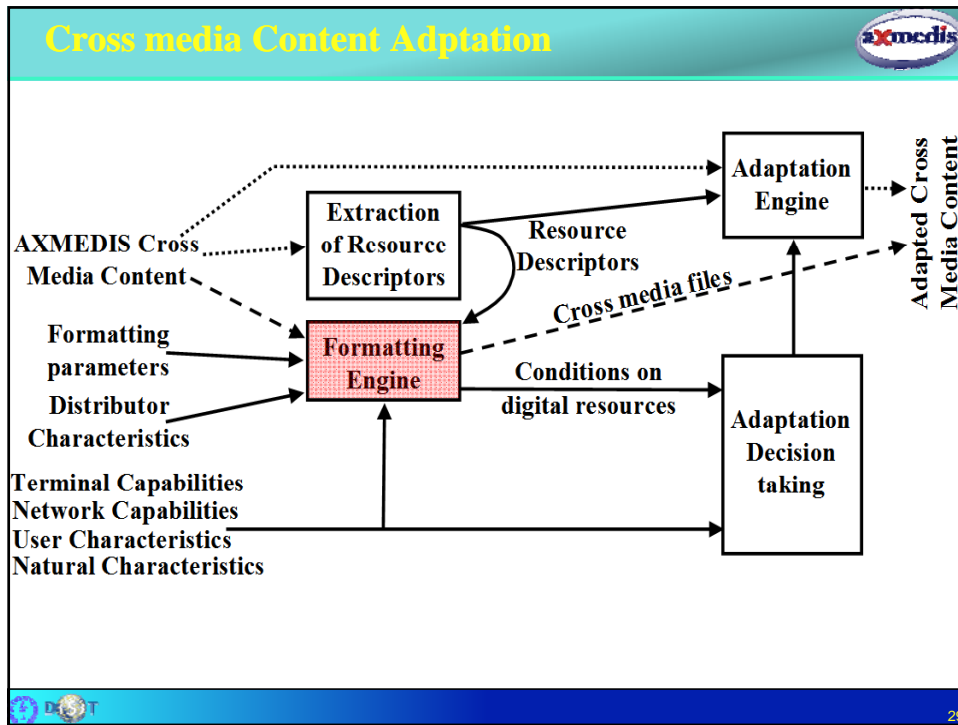 Cross media Content Adptation
axmedis
Adaptation
Engine
Adapted Cross
Media Content
Extraction
of Resource
Descriptors
Resource
Descriptors
AXMEDIS Cross
Media Content
Cross media files
Formatting
parameters
Formatting
Engine
Conditions on
digital resources
Distributor
Characteristics
Adaptation
Decision
taking
Terminal Capabilities
Network Capabilities
User Characteristics
Natural Characteristics